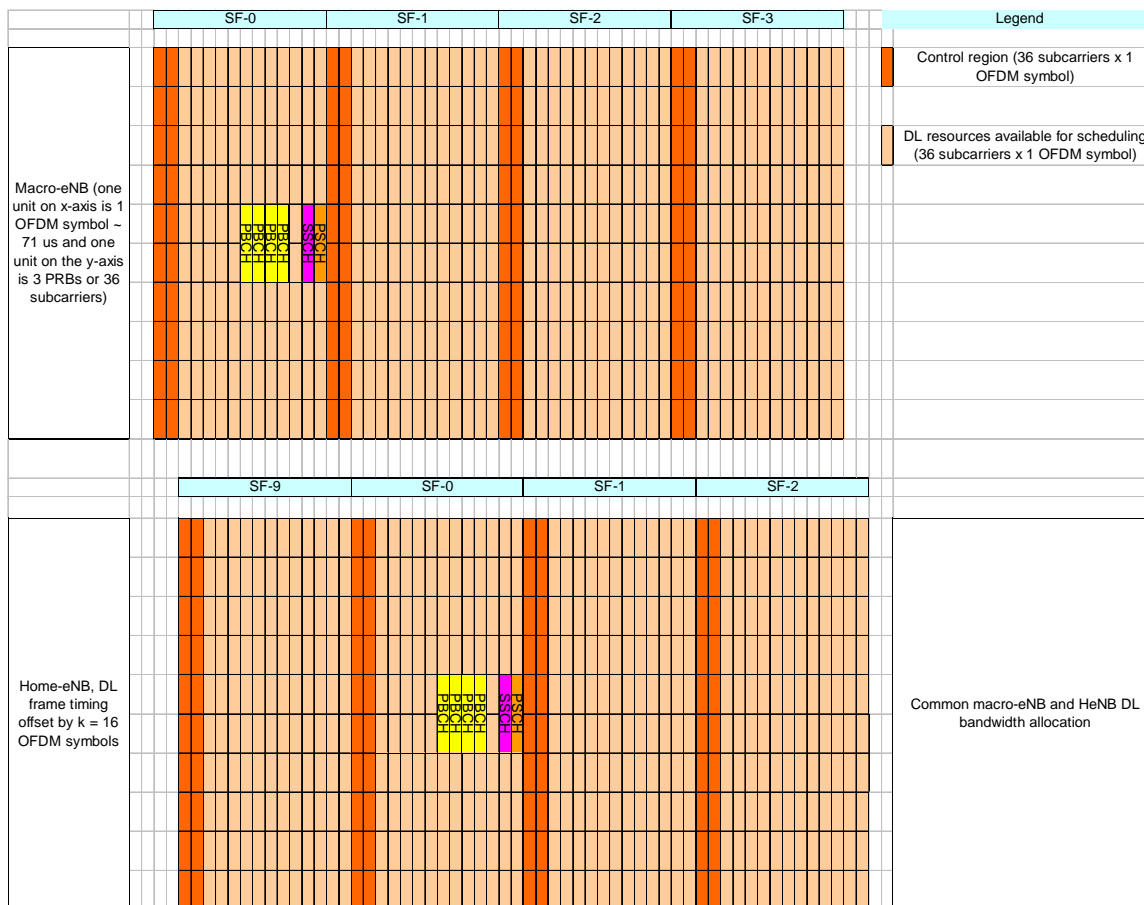 SF-0 SF-1 SF-2 SF-3 Legend
Control region (36 subcarriers x 1
OFDM symbol)
DL resources available for scheduling
(36 subcarriers x 1 OFDM symbol)
Macro-eNB (one
unit on x-axis is 1
OFDM symbol ~
71 us and one
unit on the y-axis
is 3 PRBs or 36
subcarriers)
PBCH
PBCH
PBCH
PBCH
SSCH
PSCH
SF-9 SF-0 SF-1 SF-2
Home-eNB, DL
frame timing
offset by k = 16
OFDM symbols
PBCH
PBCH
PBCH
PBCH
SSCH
PSCH
Common macro-eNB and HeNB DL
bandwidth allocation